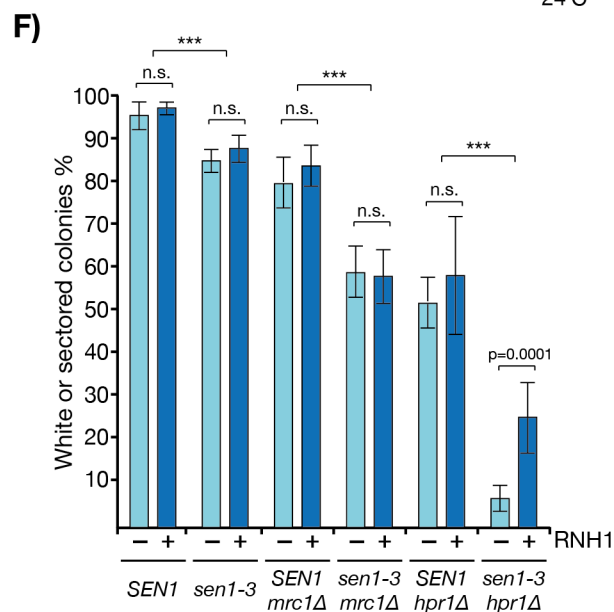 F)
***
n.s.
***
n.s.
n.s.
***
n.s.
n.s.
p=0.0001
White or sectored colonies %
100
90
80
70
60
50
40
30
20
10
– + – + – + – + – + – + RNH1
SEN1 sen1-3 SEN1 sen1-3 SEN1 sen1-3
mrc1Δ mrc1Δ hpr1Δ hpr1Δ